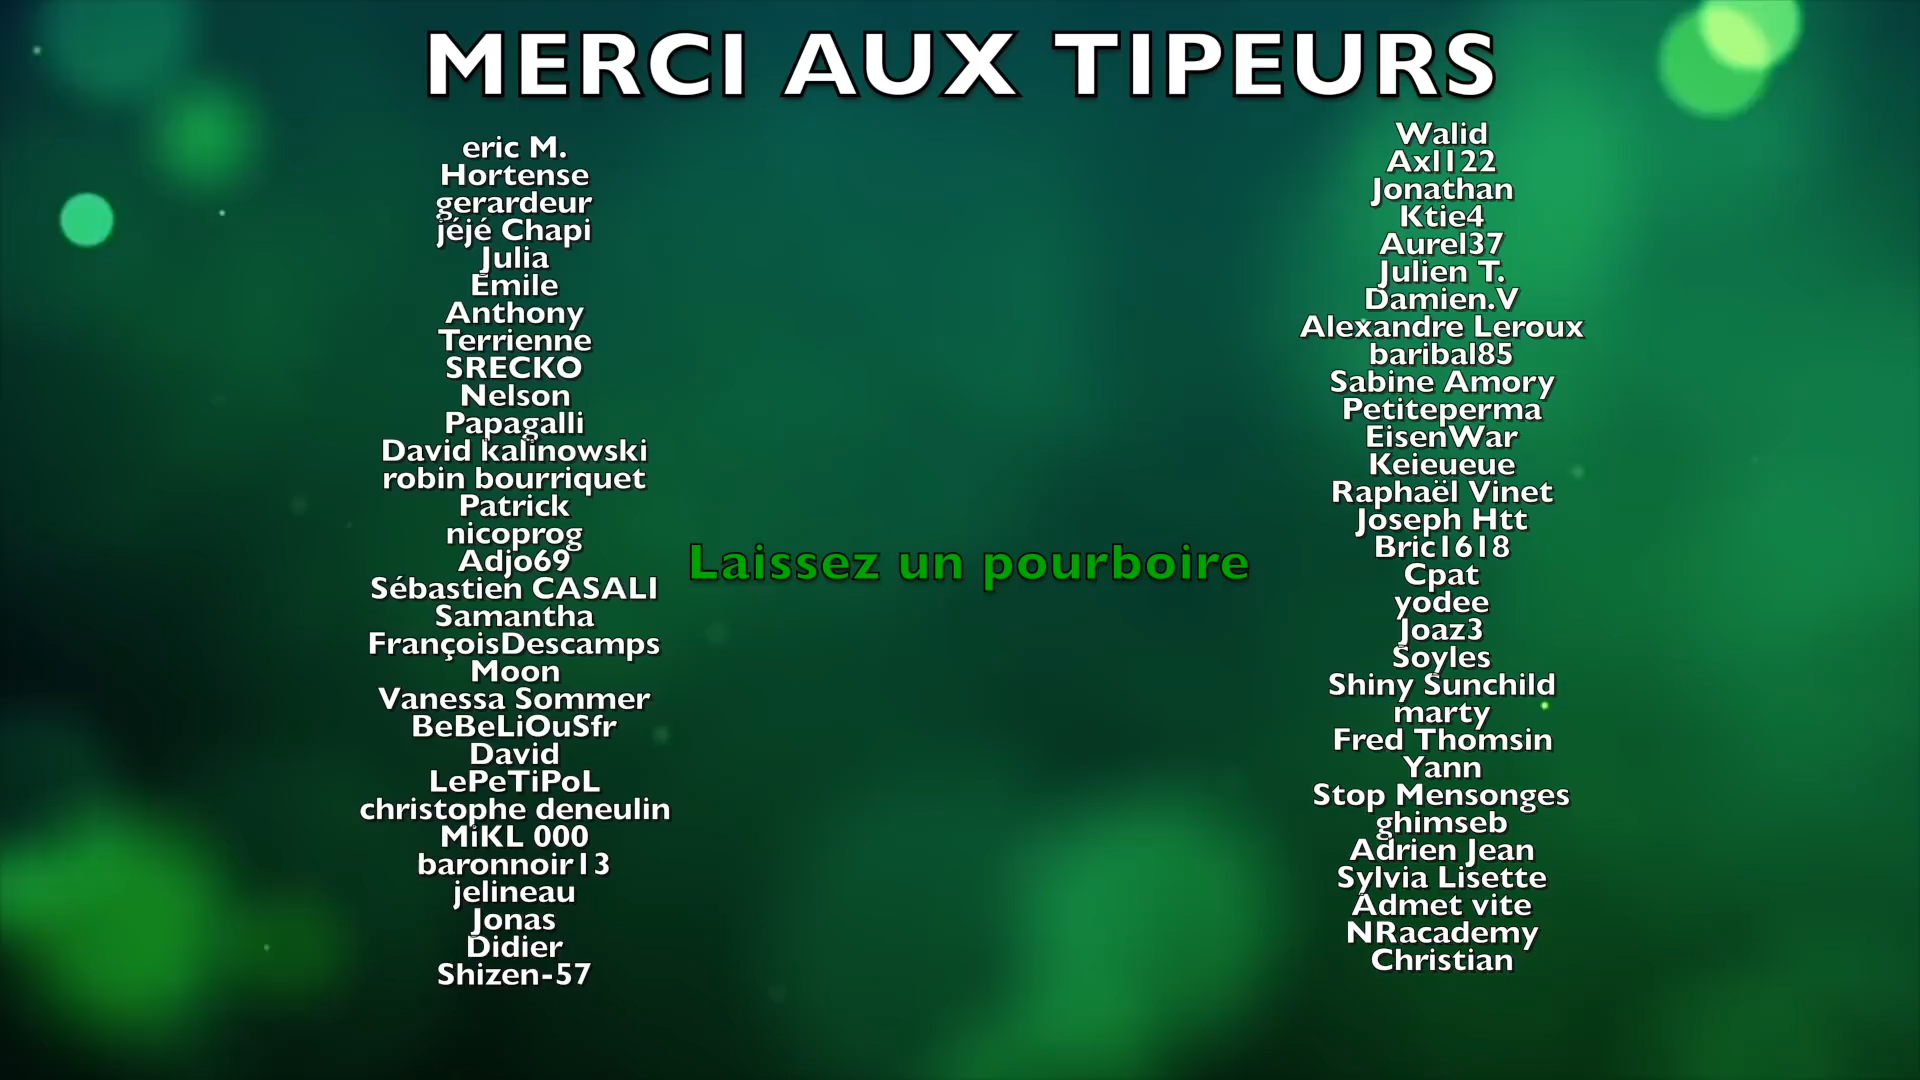 MERCI AUX TIPEURS
eric M.
Hortense
gerardeur
jéjé Chapi
Julia
Emile
Anthony
Terrienne
SRECKO
Nelson
Papagalli
David kalinowski
robin bourriquet
Patrick
nicoprog
Adjo69
Sébastien CASALI
Samantha
FrançoisDescamps
Moon
Vanessa Sommer
BeBeLiOuSfr
David
LePeTiPoL
christophe deneulin
MiKL 000
baronnoir13
jelineau
Jonas
Didier
Shizen-57
Laissez un pourboire
Walid
Axl122
Jonathan
Ktie4
Aurel37
Julien T.
Damien.V
Alexandre Leroux
baribal85
Sabine Amory
Petiteperma
EisenWar
Keieueue
Raphaël Vinet
Joseph Htt
Bric1618
Cpat
yodee
Joaz3
Soyles
Shiny Sunchild
marty
Fred Thomsin
Yann
Stop Mensonges
ghimseb
Adrien Jean
Sylvia Lisette
Admet vite
NRacademy
Christian